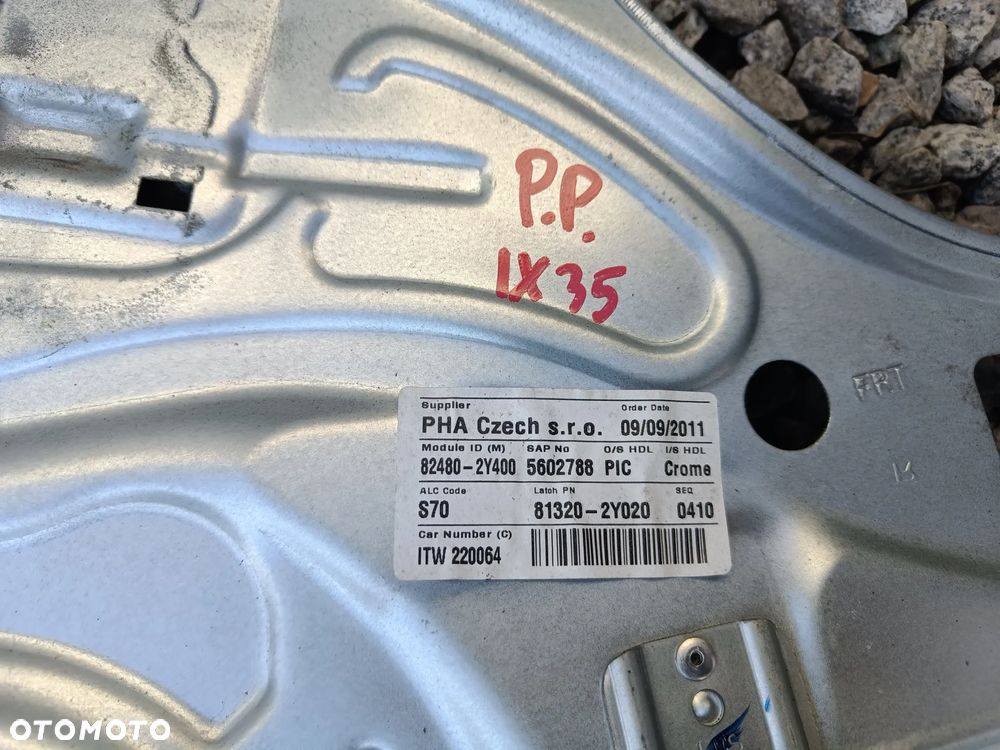 P.P.
IX35
FRT
Supplier Order Date
PHA Czech s.r.o. 09/09/2011
Module ID (M) SAP No O/S HDL I/S HDL
82480-2Y400 5602788 PIC Crome
ALC Code Latch PN SEQ
S70 81320-2Y020 0410
Car Number (C)
ITW 220064
OTOMOTO